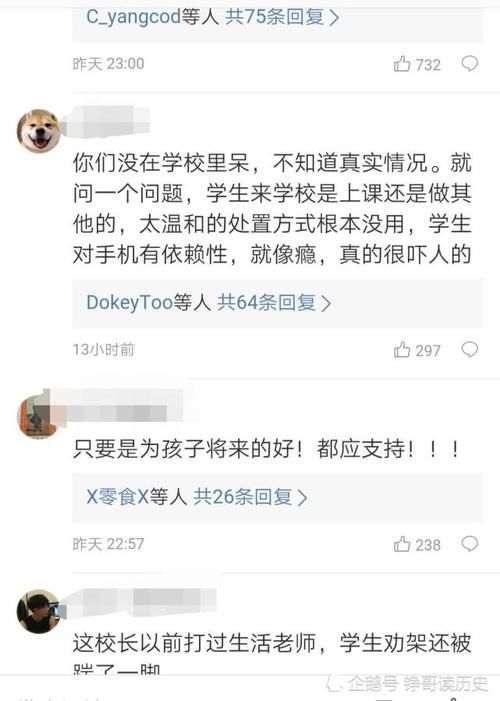 C_yangcod等人 共75条回复 >
昨天 23:00 732
你们没在学校里呆，不知道真实情况。就
问一个问题，学生来学校是上课还是做其
他的，太温和的处置方式根本没用，学生
对手机有依赖性，就像瘾，真的很吓人的
DokeyToo等人 共64条回复 >
13小时前 297
只要是为孩子将来的好！都应支持！！！
X零食X等人 共26条回复 >
昨天 22:57 238
这校长以前打过生活老师，学生劝架还被
踹了一脚
企鹅号 铮哥读历史